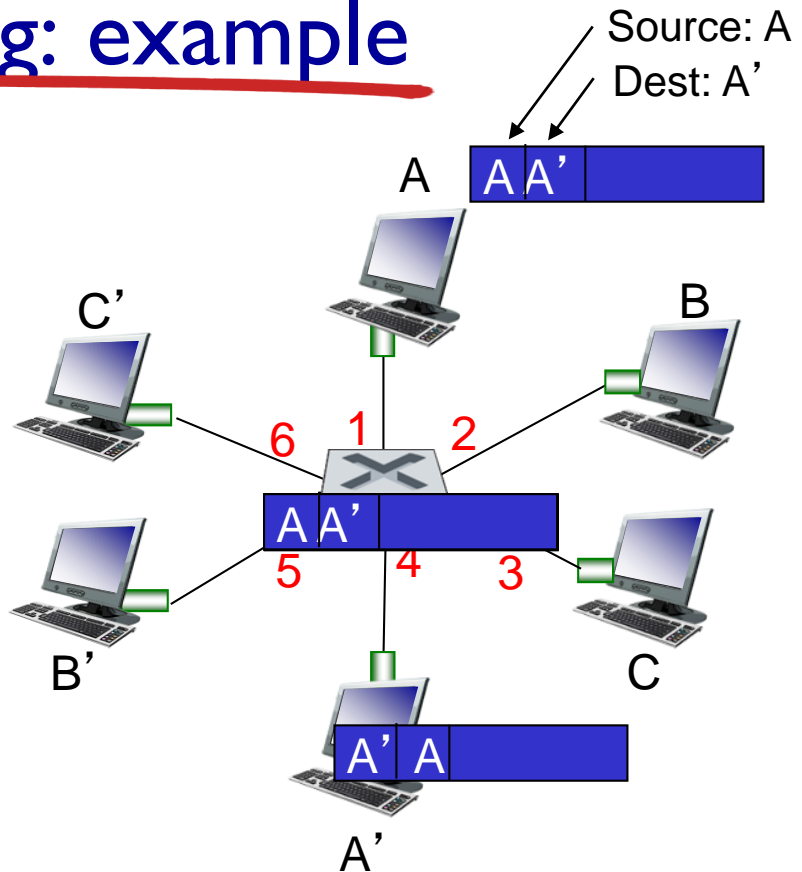 g: example
Source: A
Dest: A’
A
A A’
C’
B
6
1
2
A A’
5
4
3
B’
C
A’ A
A’